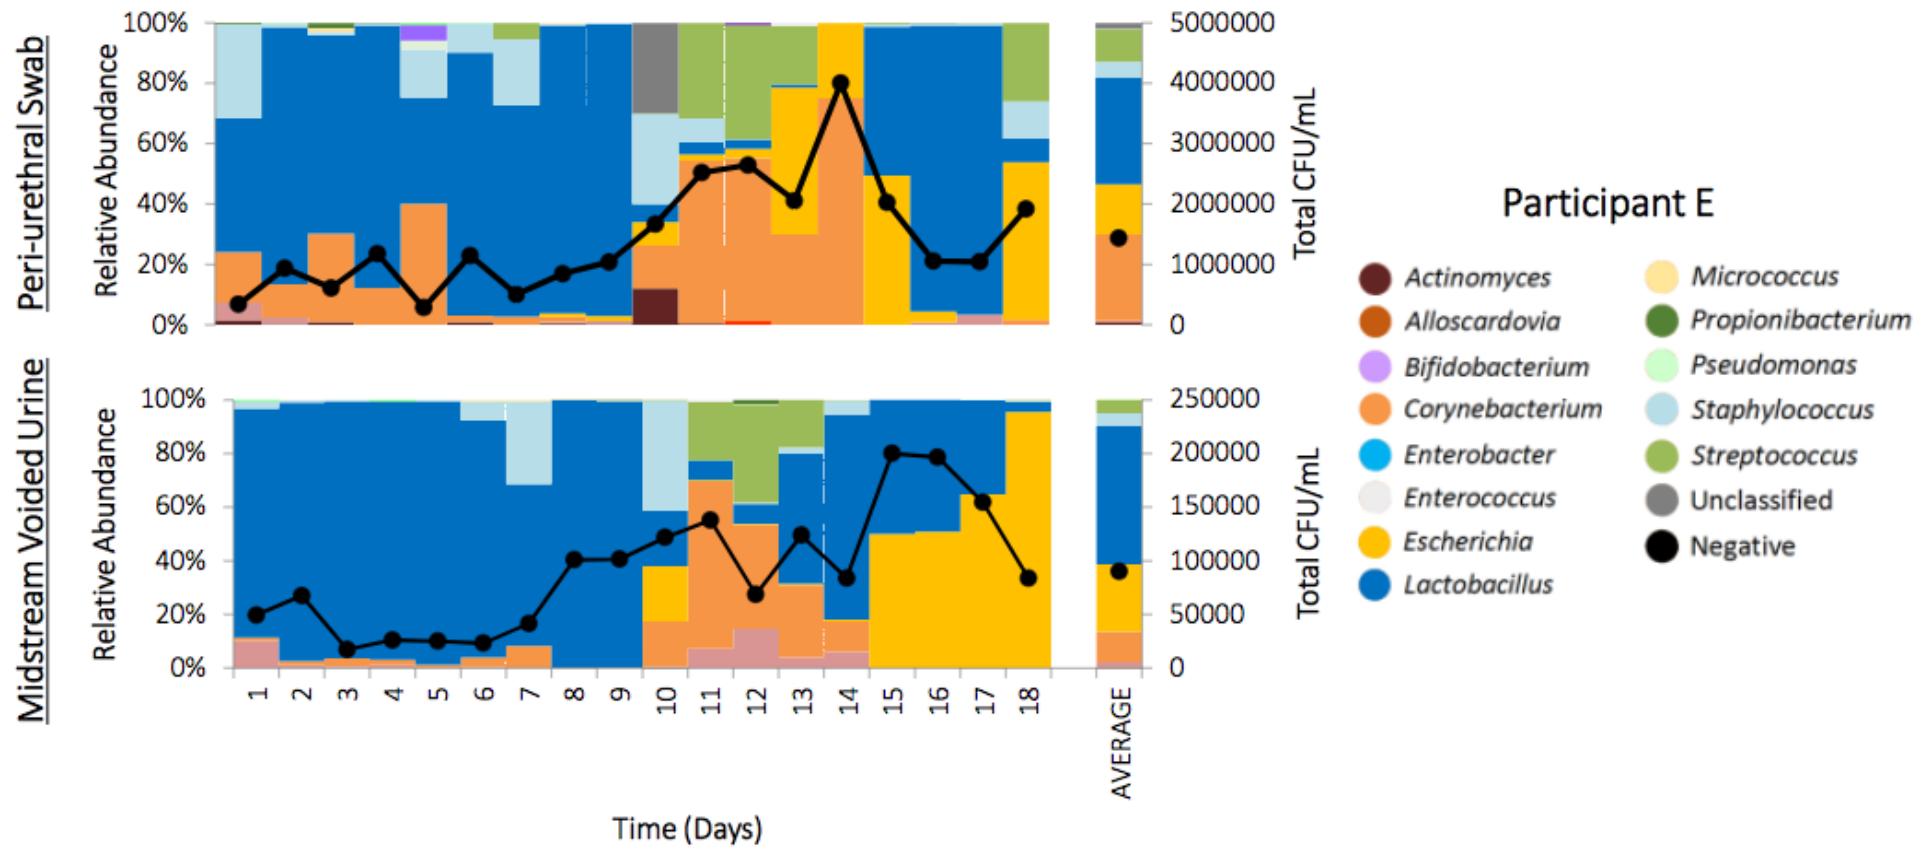 Peri-urethral Swab
Relative Abundance
100%
80%
60%
40%
20%
0%
5000000
4000000
3000000
2000000
1000000
0
Total CFU/mL
Midstream Voided Urine
Relative Abundance
100%
80%
60%
40%
20%
0%
250000
200000
150000
100000
50000
0
Total CFU/mL
1 2 3 4 5 6 7 8 9 10 11 12 13 14 15 16 17 18 AVERAGE
Time (Days)
Participant E
Actinomyces
Alloscardovia
Bifidobacterium
Corynebacterium
Enterobacter
Enterococcus
Escherichia
Lactobacillus
Micrococcus
Propionibacterium
Pseudomonas
Staphylococcus
Streptococcus
Unclassified
Negative